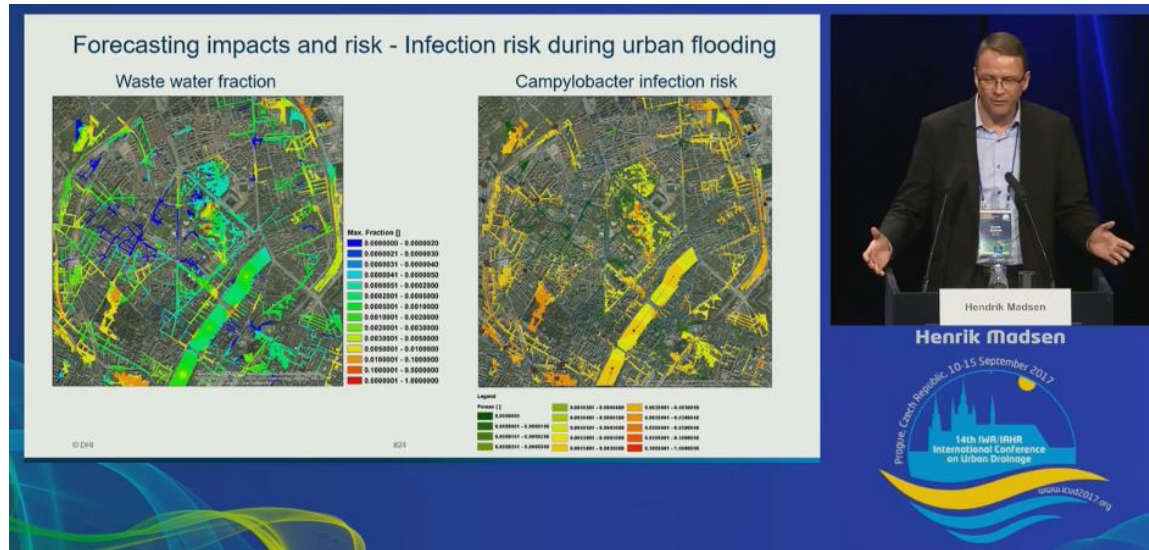 Forecasting impacts and risk - Infection risk during urban flooding
Waste water fraction
Campylobacter infection risk
Max. Fraction []
0.0000000 - 0.0000020
0.0000021 - 0.0000030
0.0000031 - 0.0000040
0.0000041 - 0.0000050
0.0000051 - 0.0002000
0.0002001 - 0.0005000
0.0005001 - 0.0010000
0.0010001 - 0.0020000
0.0020001 - 0.0030000
0.0030001 - 0.0050000
0.0050001 - 0.0100000
0.0100001 - 0.1000000
0.1000001 - 0.5000000
0.5000001 - 1.0000000
Legend
© DHI
#24
Hendrik Madsen
Henrik Madsen
Prague, Czech Republic, 10-15 September 2017
14th IWA/IAHR
International Conference
on Urban Drainage
www.icud2017.org